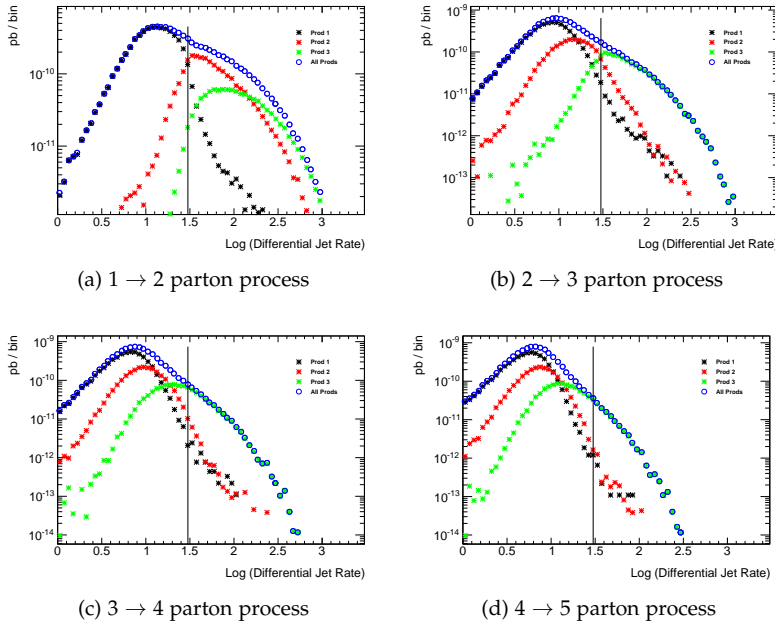 pb / bin
10⁻¹⁰
10⁻¹¹
Prod 1
Prod 2
Prod 3
All Prods
0 0.5 1 1.5 2 2.5 3
Log (Differential Jet Rate)
(a) 1 → 2 parton process
pb / bin
10⁻⁹
10⁻¹⁰
10⁻¹¹
10⁻¹²
10⁻¹³
Prod 1
Prod 2
Prod 3
All Prods
0 0.5 1 1.5 2 2.5 3
Log (Differential Jet Rate)
(b) 2 → 3 parton process
pb / bin
10⁻⁹
10⁻¹⁰
10⁻¹¹
10⁻¹²
10⁻¹³
10⁻¹⁴
Prod 1
Prod 2
Prod 3
All Prods
0 0.5 1 1.5 2 2.5 3
Log (Differential Jet Rate)
(c) 3 → 4 parton process
pb / bin
10⁻⁹
10⁻¹⁰
10⁻¹¹
10⁻¹²
10⁻¹³
10⁻¹⁴
Prod 1
Prod 2
Prod 3
All Prods
0 0.5 1 1.5 2 2.5 3
Log (Differential Jet Rate)
(d) 4 → 5 parton process